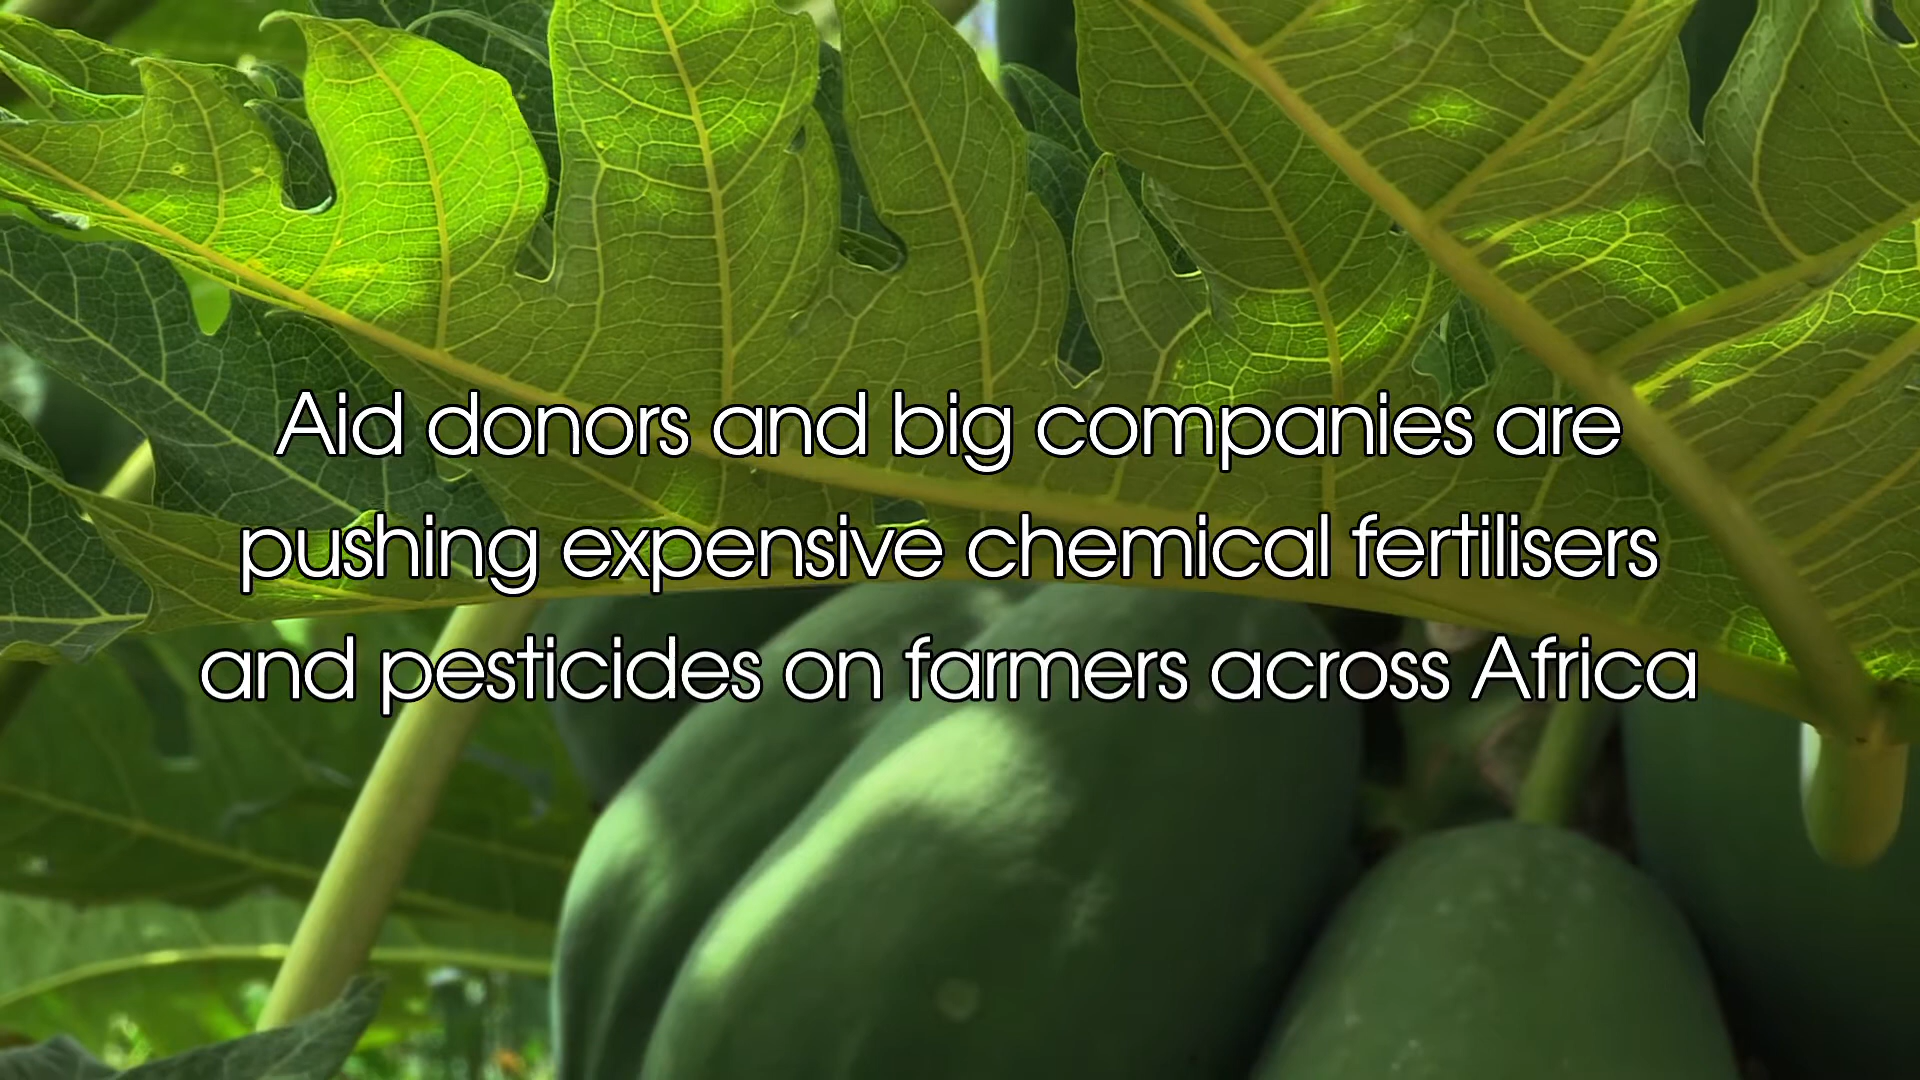 Aid donors and big companies are
pushing expensive chemical fertilisers
and pesticides on farmers across Africa